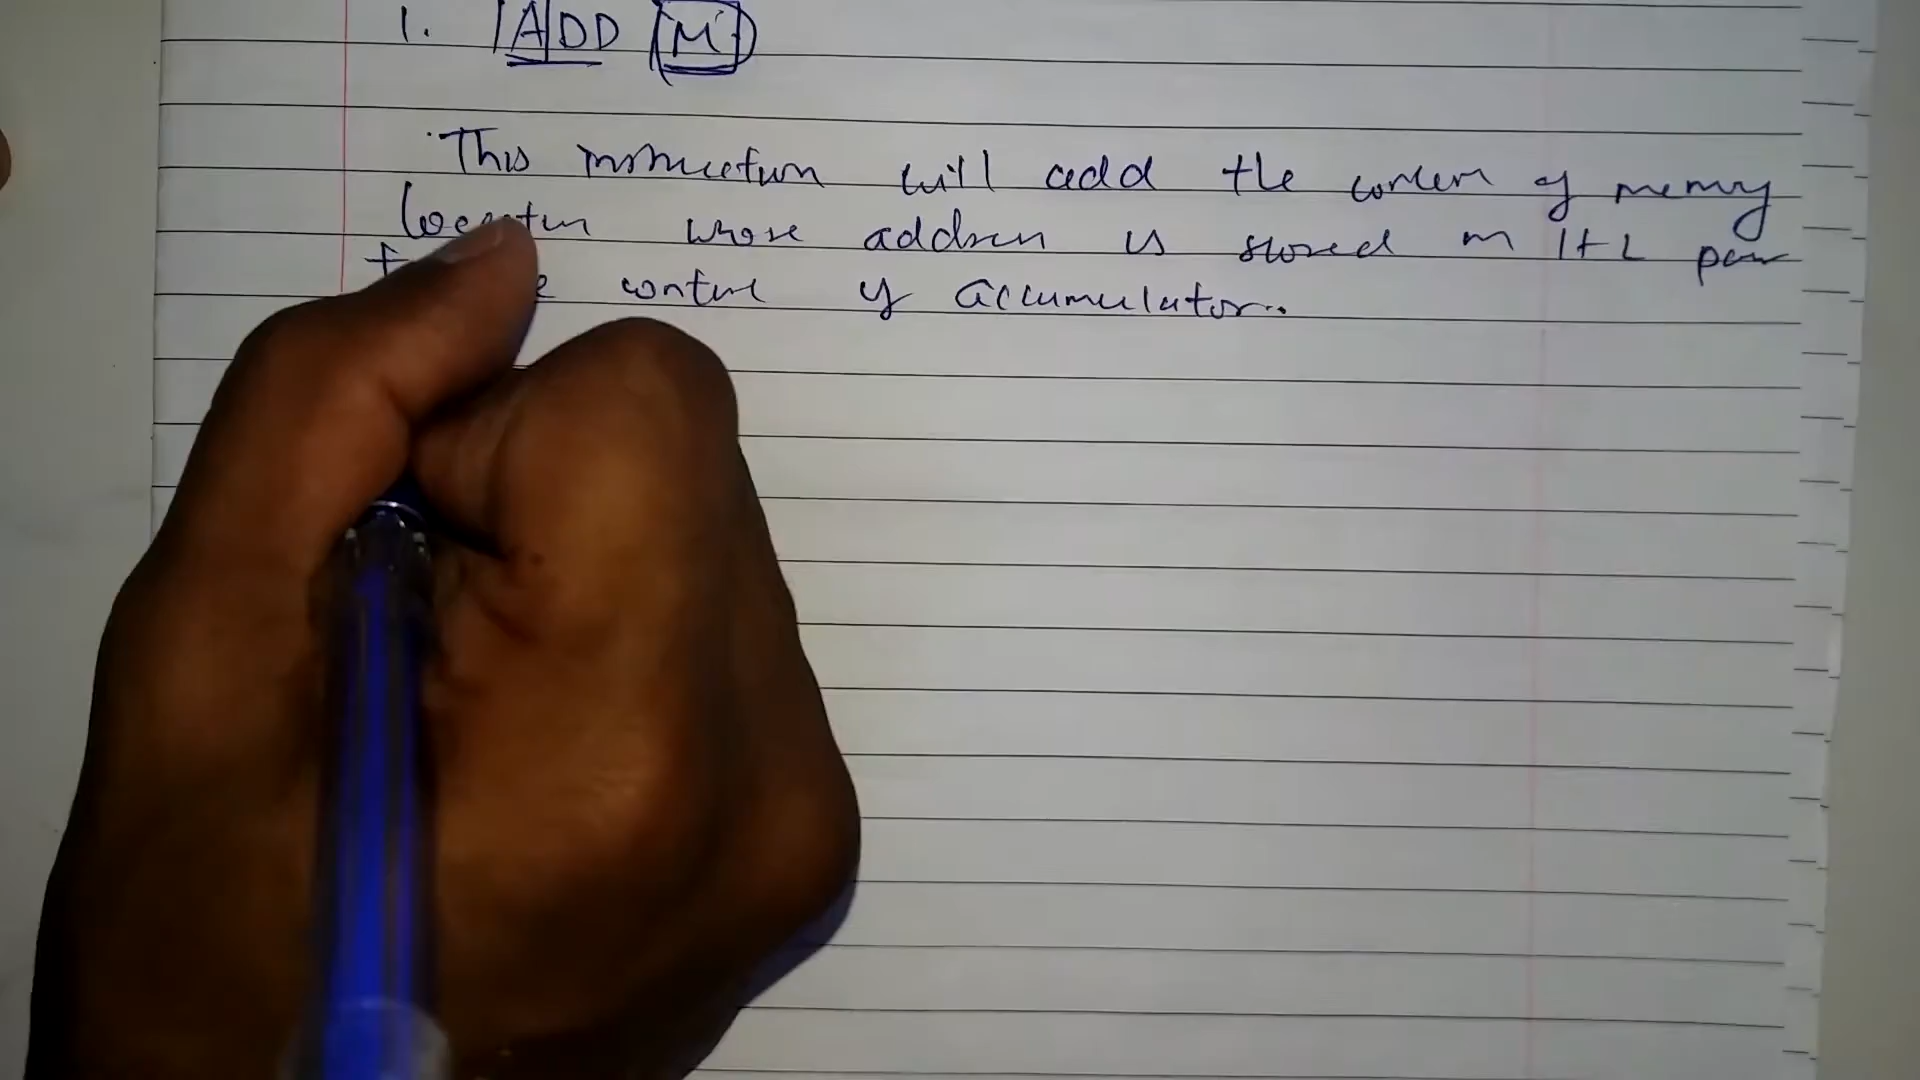 1. ADD M
This instruction will add the content of memory
location whose address is stored in HL pair
content of accumulator.